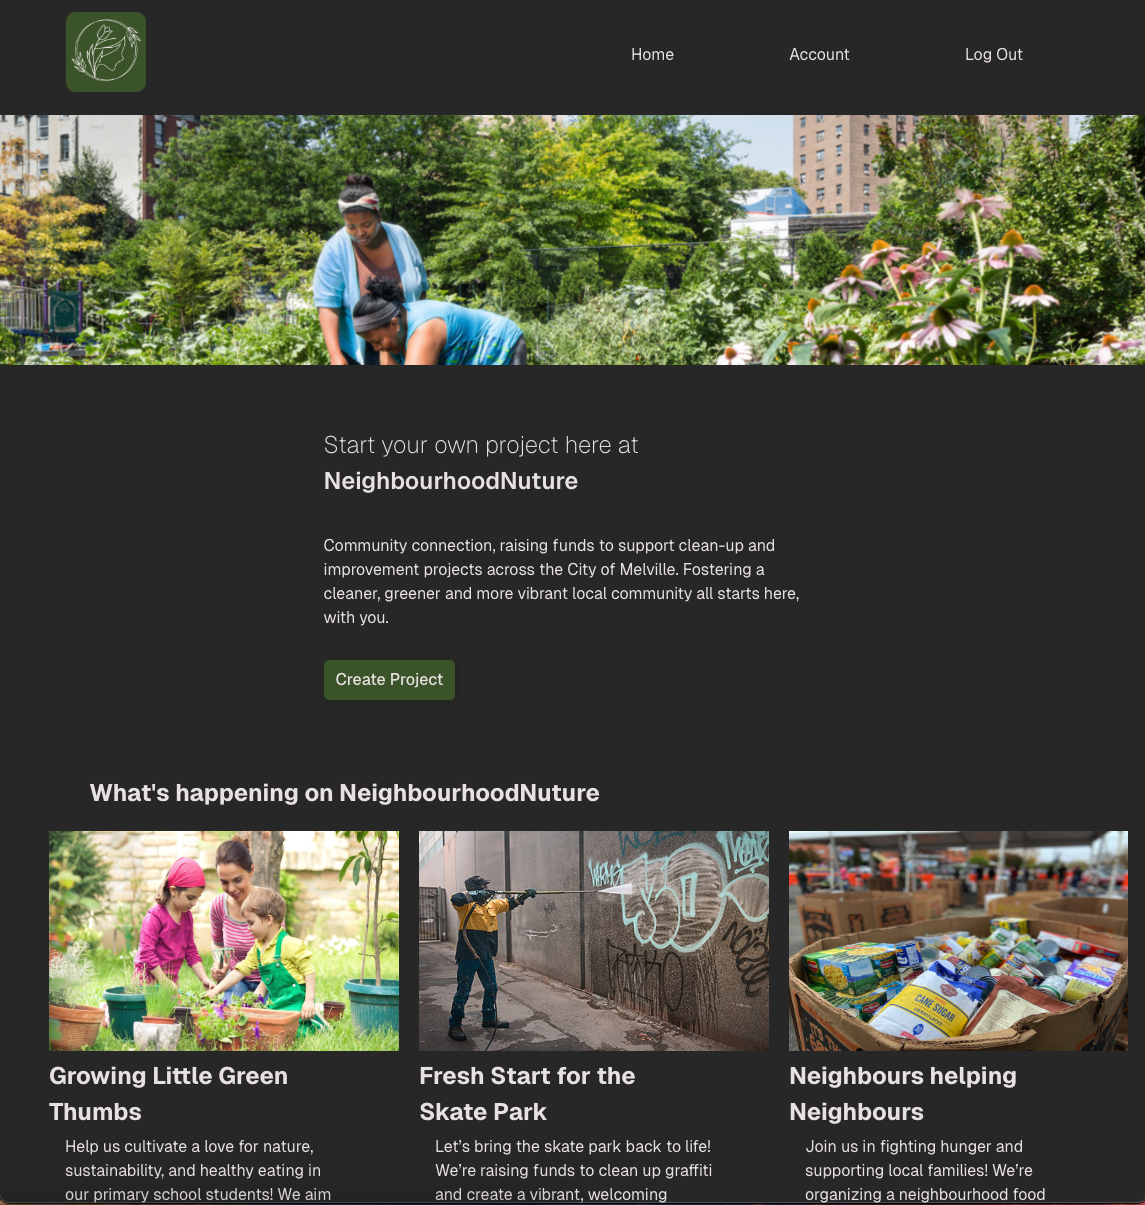 Home Account Log Out
Start your own project here at
NeighbourhoodNuture
Community connection, raising funds to support clean-up and
improvement projects across the City of Melville. Fostering a
cleaner, greener and more vibrant local community all starts here,
with you.
Create Project
What's happening on NeighbourhoodNuture
CANE SUGAR
Growing Little Green
Thumbs
Help us cultivate a love for nature,
sustainability, and healthy eating in
our primary school students! We aim
Fresh Start for the
Skate Park
Let’s bring the skate park back to life!
We’re raising funds to clean up graffiti
and create a vibrant, welcoming
Neighbours helping
Neighbours
Join us in fighting hunger and
supporting local families! We’re
organizing a neighbourhood food